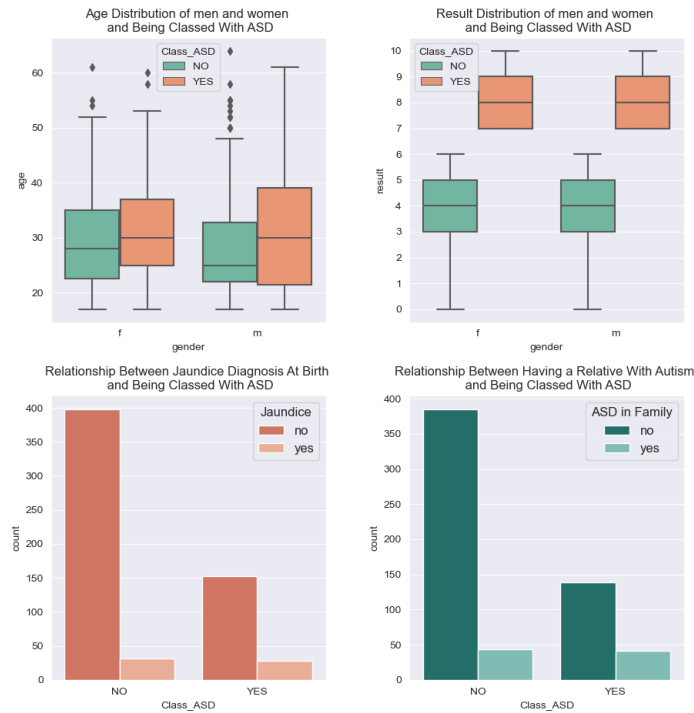 Age Distribution of men and women
and Being Classed With ASD
Class_ASD
NO
YES
60
50
40
30
20
age
f
m
gender
Result Distribution of men and women
and Being Classed With ASD
Class_ASD
NO
YES
10
9
8
7
6
5
4
3
2
1
0
result
f
m
gender
Relationship Between Jaundice Diagnosis At Birth
and Being Classed With ASD
Jaundice
no
yes
400
350
300
250
200
150
100
50
0
count
NO
YES
Class_ASD
Relationship Between Having a Relative With Autism
and Being Classed With ASD
ASD in Family
no
yes
400
350
300
250
200
150
100
50
0
count
NO
YES
Class_ASD